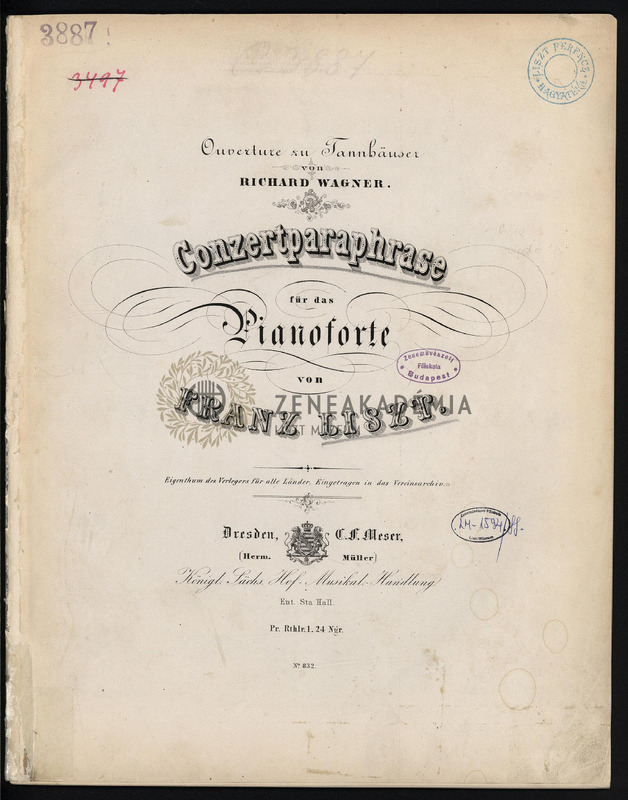 3887
3497
LISZT FERENC
HAGYATÉKA
Ouverture zu Tannhäuser
von
RICHARD WAGNER.
Conzertparaphrase
für das
Pianoforte
von
FRANZ LISZT.
Zeneművészeti
Főiskola
Budapest
ZENEAKADÉMIA
LISZT
Eigenthum des Verlegers für alle Länder. Eingetragen in das Vereinsarchiv.
Dresden, C.F. Meser,
(Herm. Müller)
Königl. Sächs. Hof-Musikal.-Handlung
Ent. Sta Hall.
Pr. Rthlr. 1. 24 Ngr.
No 832.